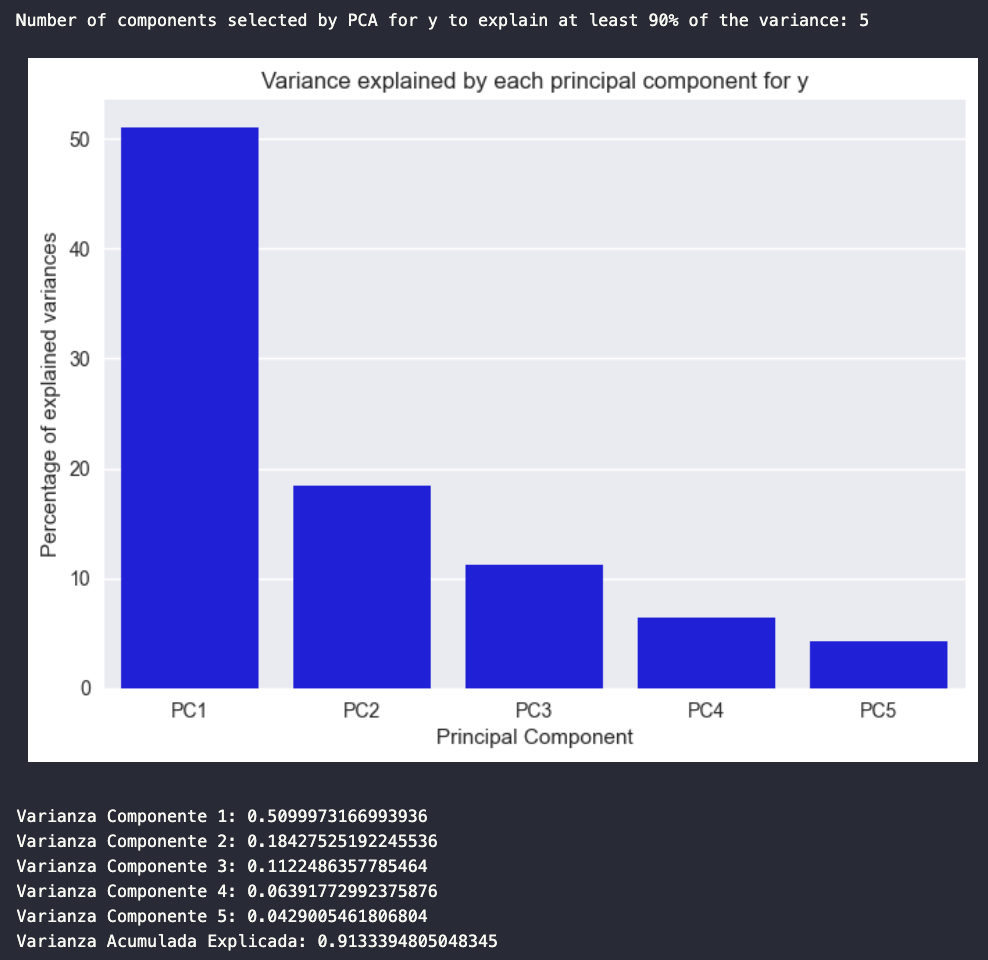 Number of components selected by PCA for y to explain at least 90% of the variance: 5
Variance explained by each principal component for y
Percentage of explained variances
50
40
30
20
10
0
PC1 PC2 PC3 PC4 PC5
Principal Component
Varianza Componente 1: 0.5099973166993936
Varianza Componente 2: 0.18427525192245536
Varianza Componente 3: 0.1122486357785464
Varianza Componente 4: 0.06391772992375876
Varianza Componente 5: 0.0429005461806804
Varianza Acumulada Explicada: 0.9133394805048345